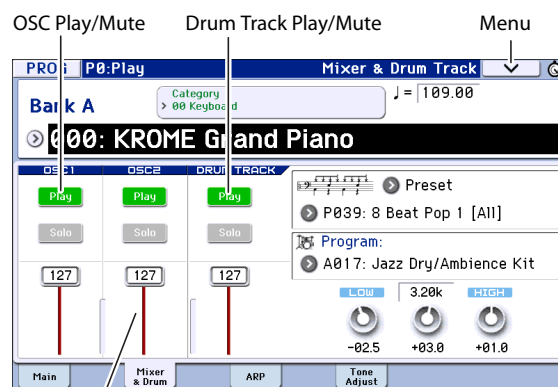 OSC Play/Mute Drum Track Play/Mute Menu
PROG P0:Play Mixer & Drum Track
Bank A Category ♩= 109.00
00 Keyboard
000: KROME Grand Piano
OSC1 OSC2 DRUM TRACK
Play Play Play Preset
P039: 8 Beat Pop 1 [All]
Solo Solo Solo Program:
A017: Jazz Dry/Ambience Kit
127 127 127 LOW 3.20k HIGH
-02.5 +03.0 +01.0
Main Mixer & Drum ARP Tone Adjust